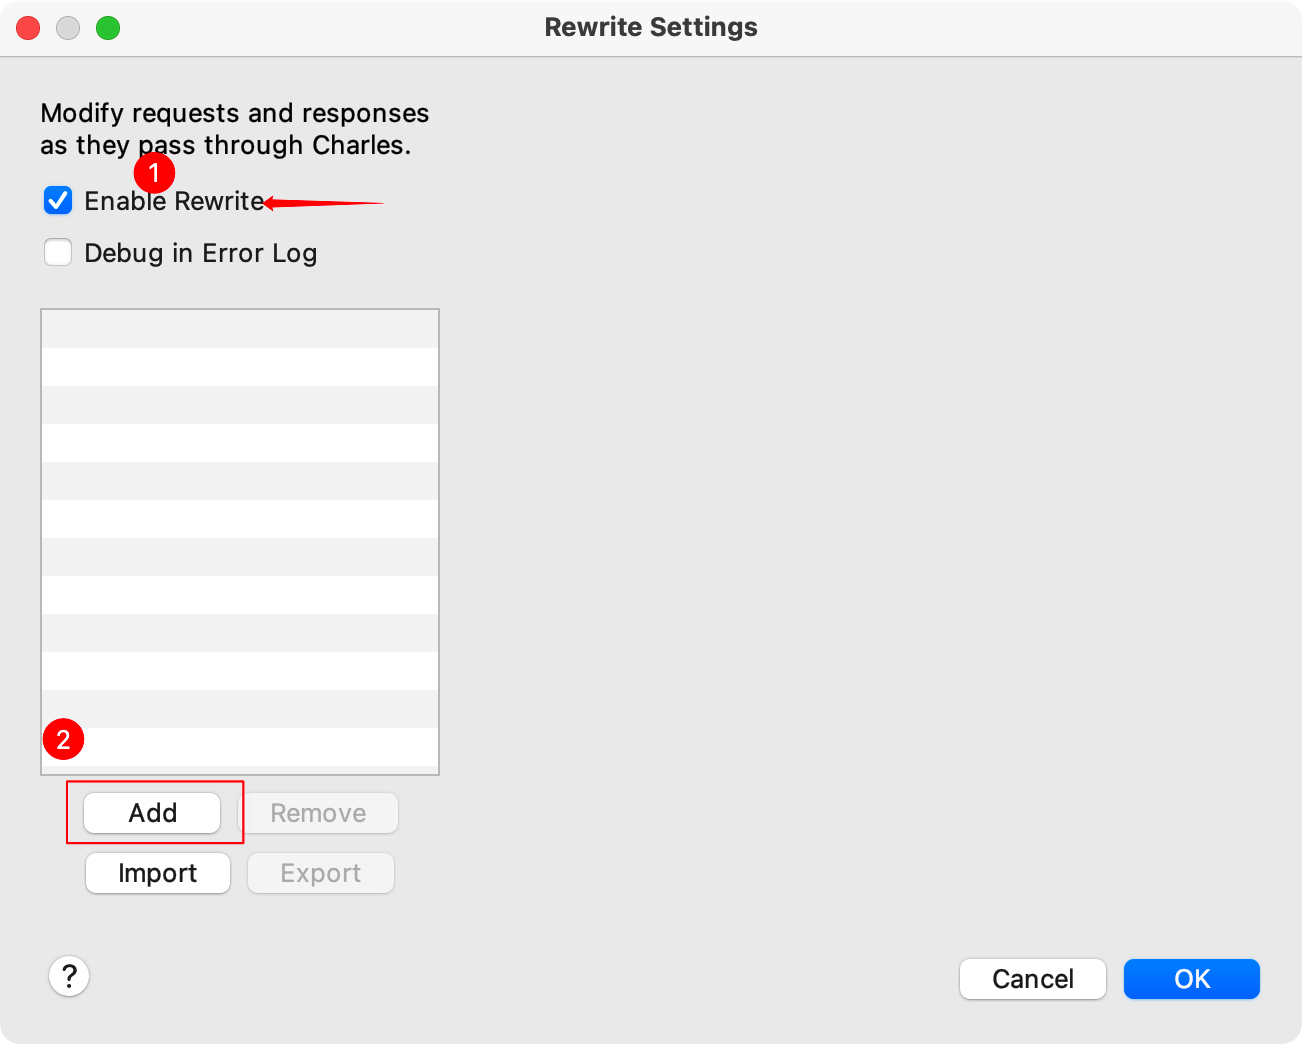 Rewrite Settings
Modify requests and responses
as they pass through Charles.
1
Enable Rewrite
Debug in Error Log
2
Add
Remove
Import
Export
?
Cancel
OK